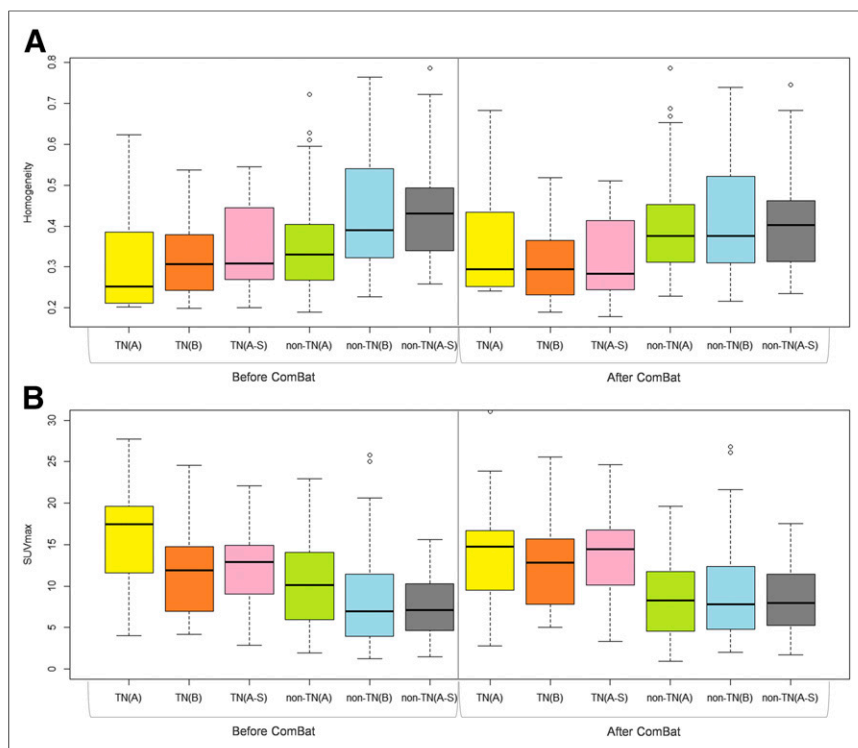 A
Homogeneity
0.8
0.7
0.6
0.5
0.4
0.3
0.2
TN(A) TN(B) TN(A-S) non-TN(A) non-TN(B) non-TN(A-S) TN(A) TN(B) TN(A-S) non-TN(A) non-TN(B) non-TN(A-S)
Before ComBat After ComBat
B
SUVmax
30
25
20
15
10
5
0
TN(A) TN(B) TN(A-S) non-TN(A) non-TN(B) non-TN(A-S) TN(A) TN(B) TN(A-S) non-TN(A) non-TN(B) non-TN(A-S)
Before ComBat After ComBat